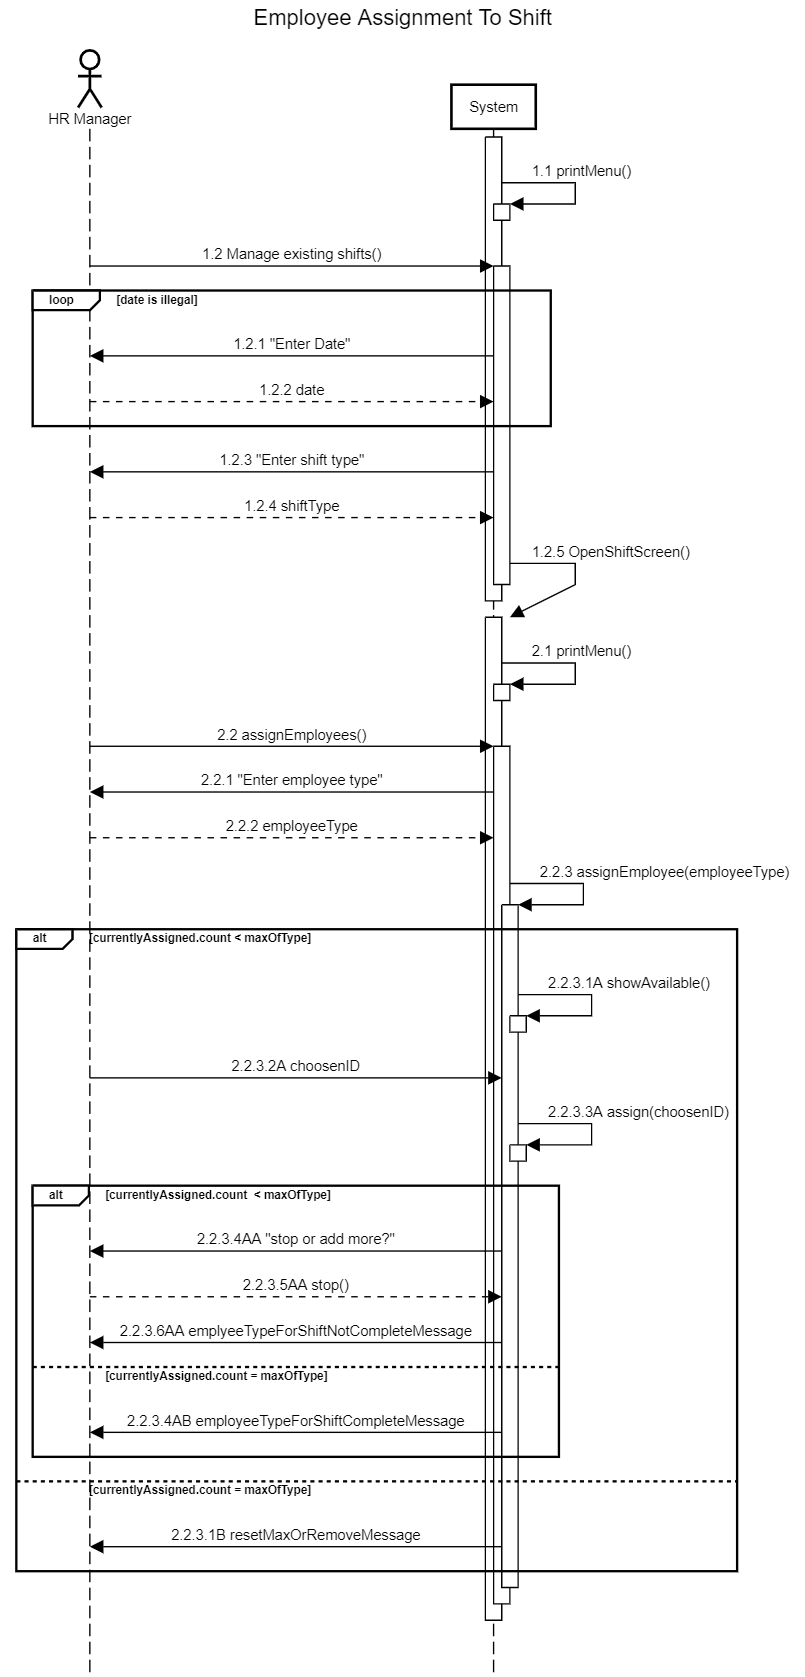 Employee Assignment To Shift
HR Manager
System
1.1 printMenu()
1.2 Manage existing shifts()
loop
[date is illegal]
1.2.1 "Enter Date"
1.2.2 date
1.2.3 "Enter shift type"
1.2.4 shiftType
1.2.5 OpenShiftScreen()
2.1 printMenu()
2.2 assignEmployees()
2.2.1 "Enter employee type"
2.2.2 employeeType
2.2.3 assignEmployee(employeeType)
alt
[currentlyAssigned.count < maxOfType]
2.2.3.1A showAvailable()
2.2.3.2A choosenID
2.2.3.3A assign(choosenID)
alt
[currentlyAssigned.count < maxOfType]
2.2.3.4AA "stop or add more?"
2.2.3.5AA stop()
2.2.3.6AA emplyeeTypeForShiftNotCompleteMessage
[currentlyAssigned.count = maxOfType]
2.2.3.4AB employeeTypeForShiftCompleteMessage
[currentlyAssigned.count = maxOfType]
2.2.3.1B resetMaxOrRemoveMessage